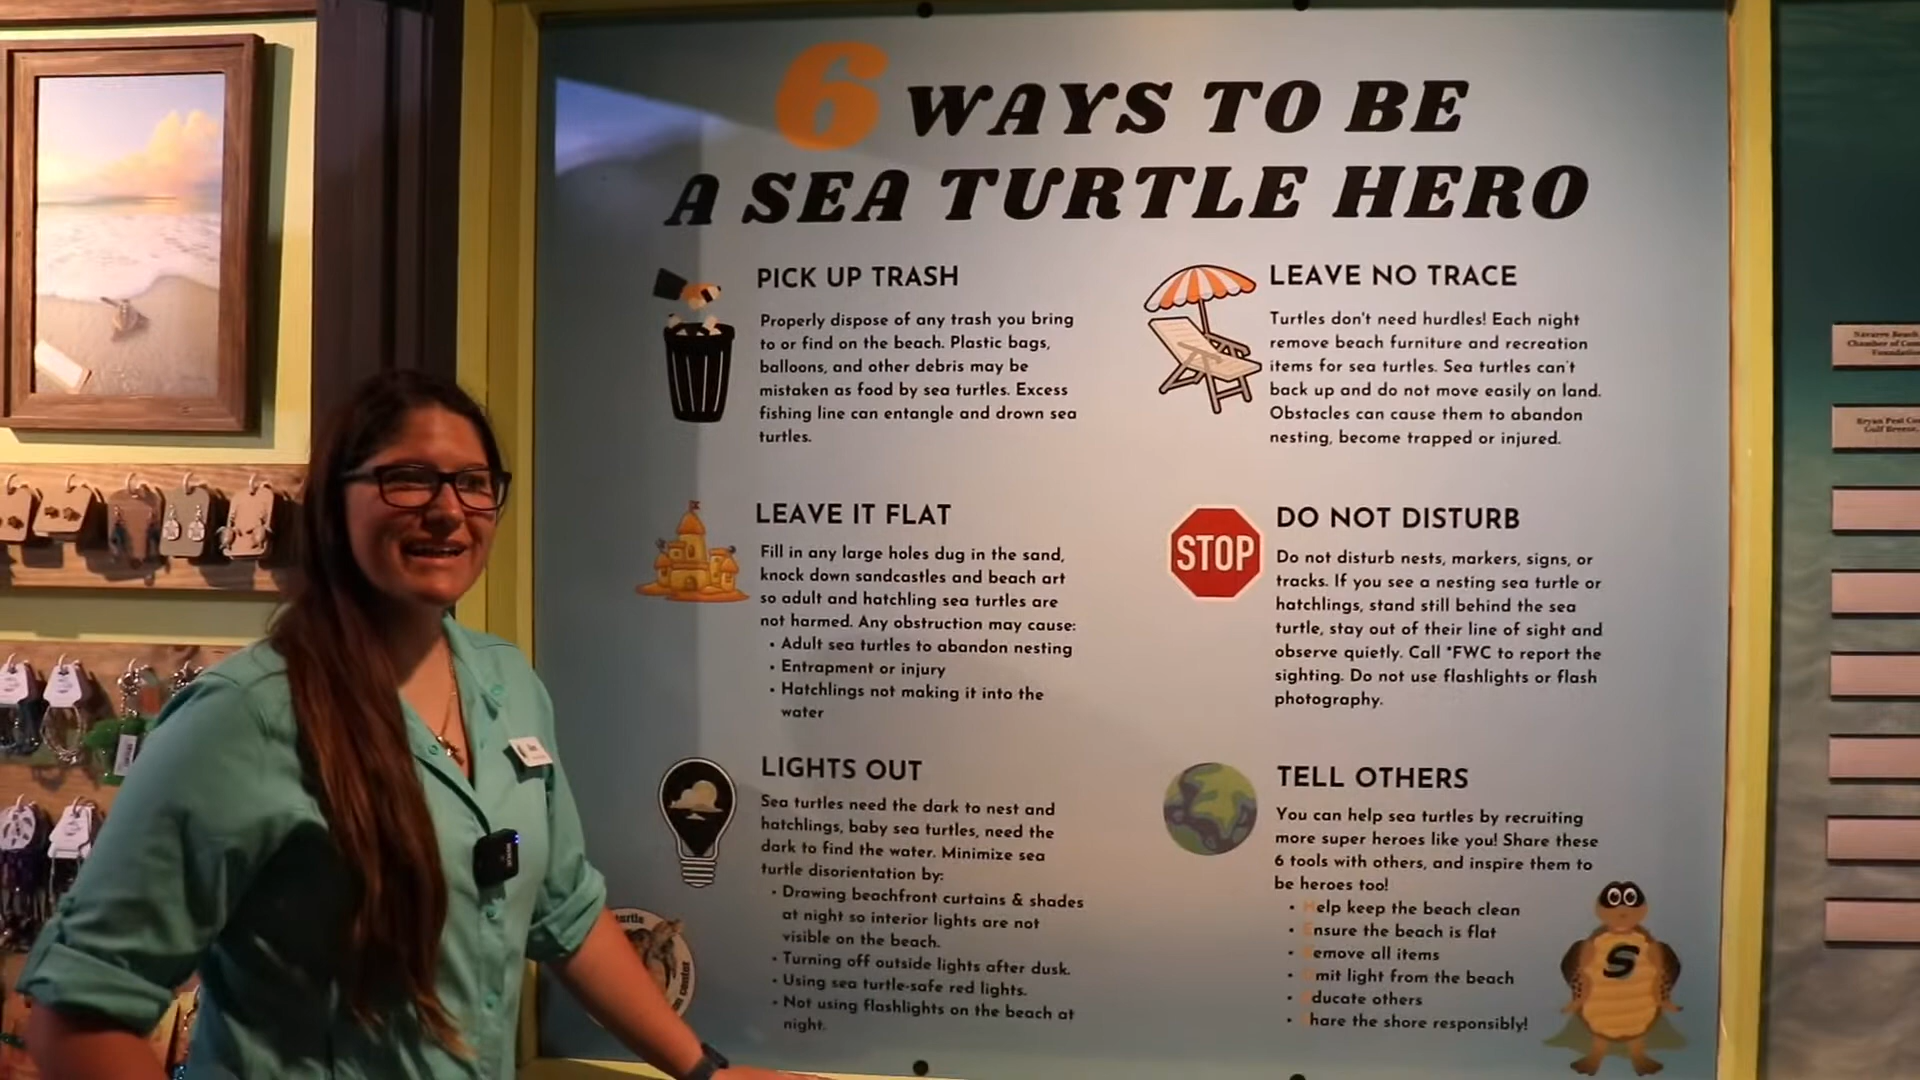 6 WAYS TO BE
A SEA TURTLE HERO
PICK UP TRASH
Properly dispose of any trash you bring
to or find on the beach. Plastic bags,
balloons, and other debris may be
mistaken as food by sea turtles. Excess
fishing line can entangle and drown sea
turtles.
LEAVE NO TRACE
Turtles don't need hurdles! Each night
remove beach furniture and recreation
items for sea turtles. Sea turtles can't
back up and do not move easily on land.
Obstacles can cause them to abandon
nesting, become trapped or injured.
LEAVE IT FLAT
Fill in any large holes dug in the sand,
knock down sandcastles and beach art
so adult and hatchling sea turtles are
not harmed. Any obstruction may cause:
• Adult sea turtles to abandon nesting
• Entrapment or injury
• Hatchlings not making it into the
water
STOP
DO NOT DISTURB
Do not disturb nests, markers, signs, or
tracks. If you see a nesting sea turtle or
hatchlings, stand still behind the sea
turtle, stay out of their line of sight and
observe quietly. Call *FWC to report the
sighting. Do not use flashlights or flash
photography.
LIGHTS OUT
Sea turtles need the dark to nest and
hatchlings, baby sea turtles, need the
dark to find the water. Minimize sea
turtle disorientation by:
• Drawing beachfront curtains & shades
at night so interior lights are not
visible on the beach.
• Turning off outside lights after dusk.
• Using sea turtle-safe red lights.
• Not using flashlights on the beach at
night.
TELL OTHERS
You can help sea turtles by recruiting
more super heroes like you! Share these
6 tools with others, and inspire them to
be heroes too!
• Help keep the beach clean
• Ensure the beach is flat
• Remove all items
• Omit light from the beach
• Educate others
• Share the shore responsibly!
S
turtle
center
Navarre Beach
Chamber of
Foundation
Bryan Pest
Gulf Breeze,